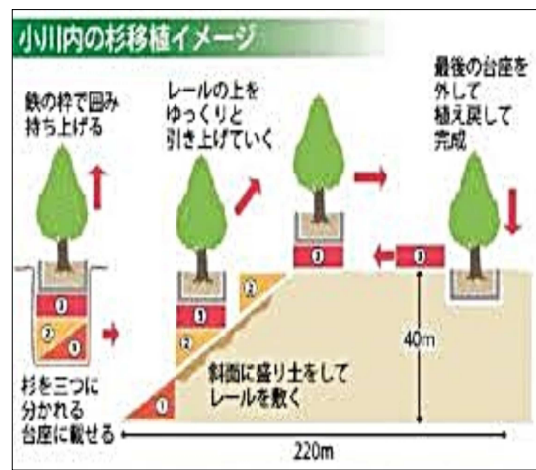 小川内の杉移植イメージ
鉄の枠で囲み
持ち上げる
レールの上を
ゆっくりと
引き上げていく
最後の台座を
外して
植え戻して
完成
③
②
①
③
②
②
①
③
③
杉を三つに
分かれる
台座に載せる
斜面に盛り土をして
レールを敷く
40m
220m